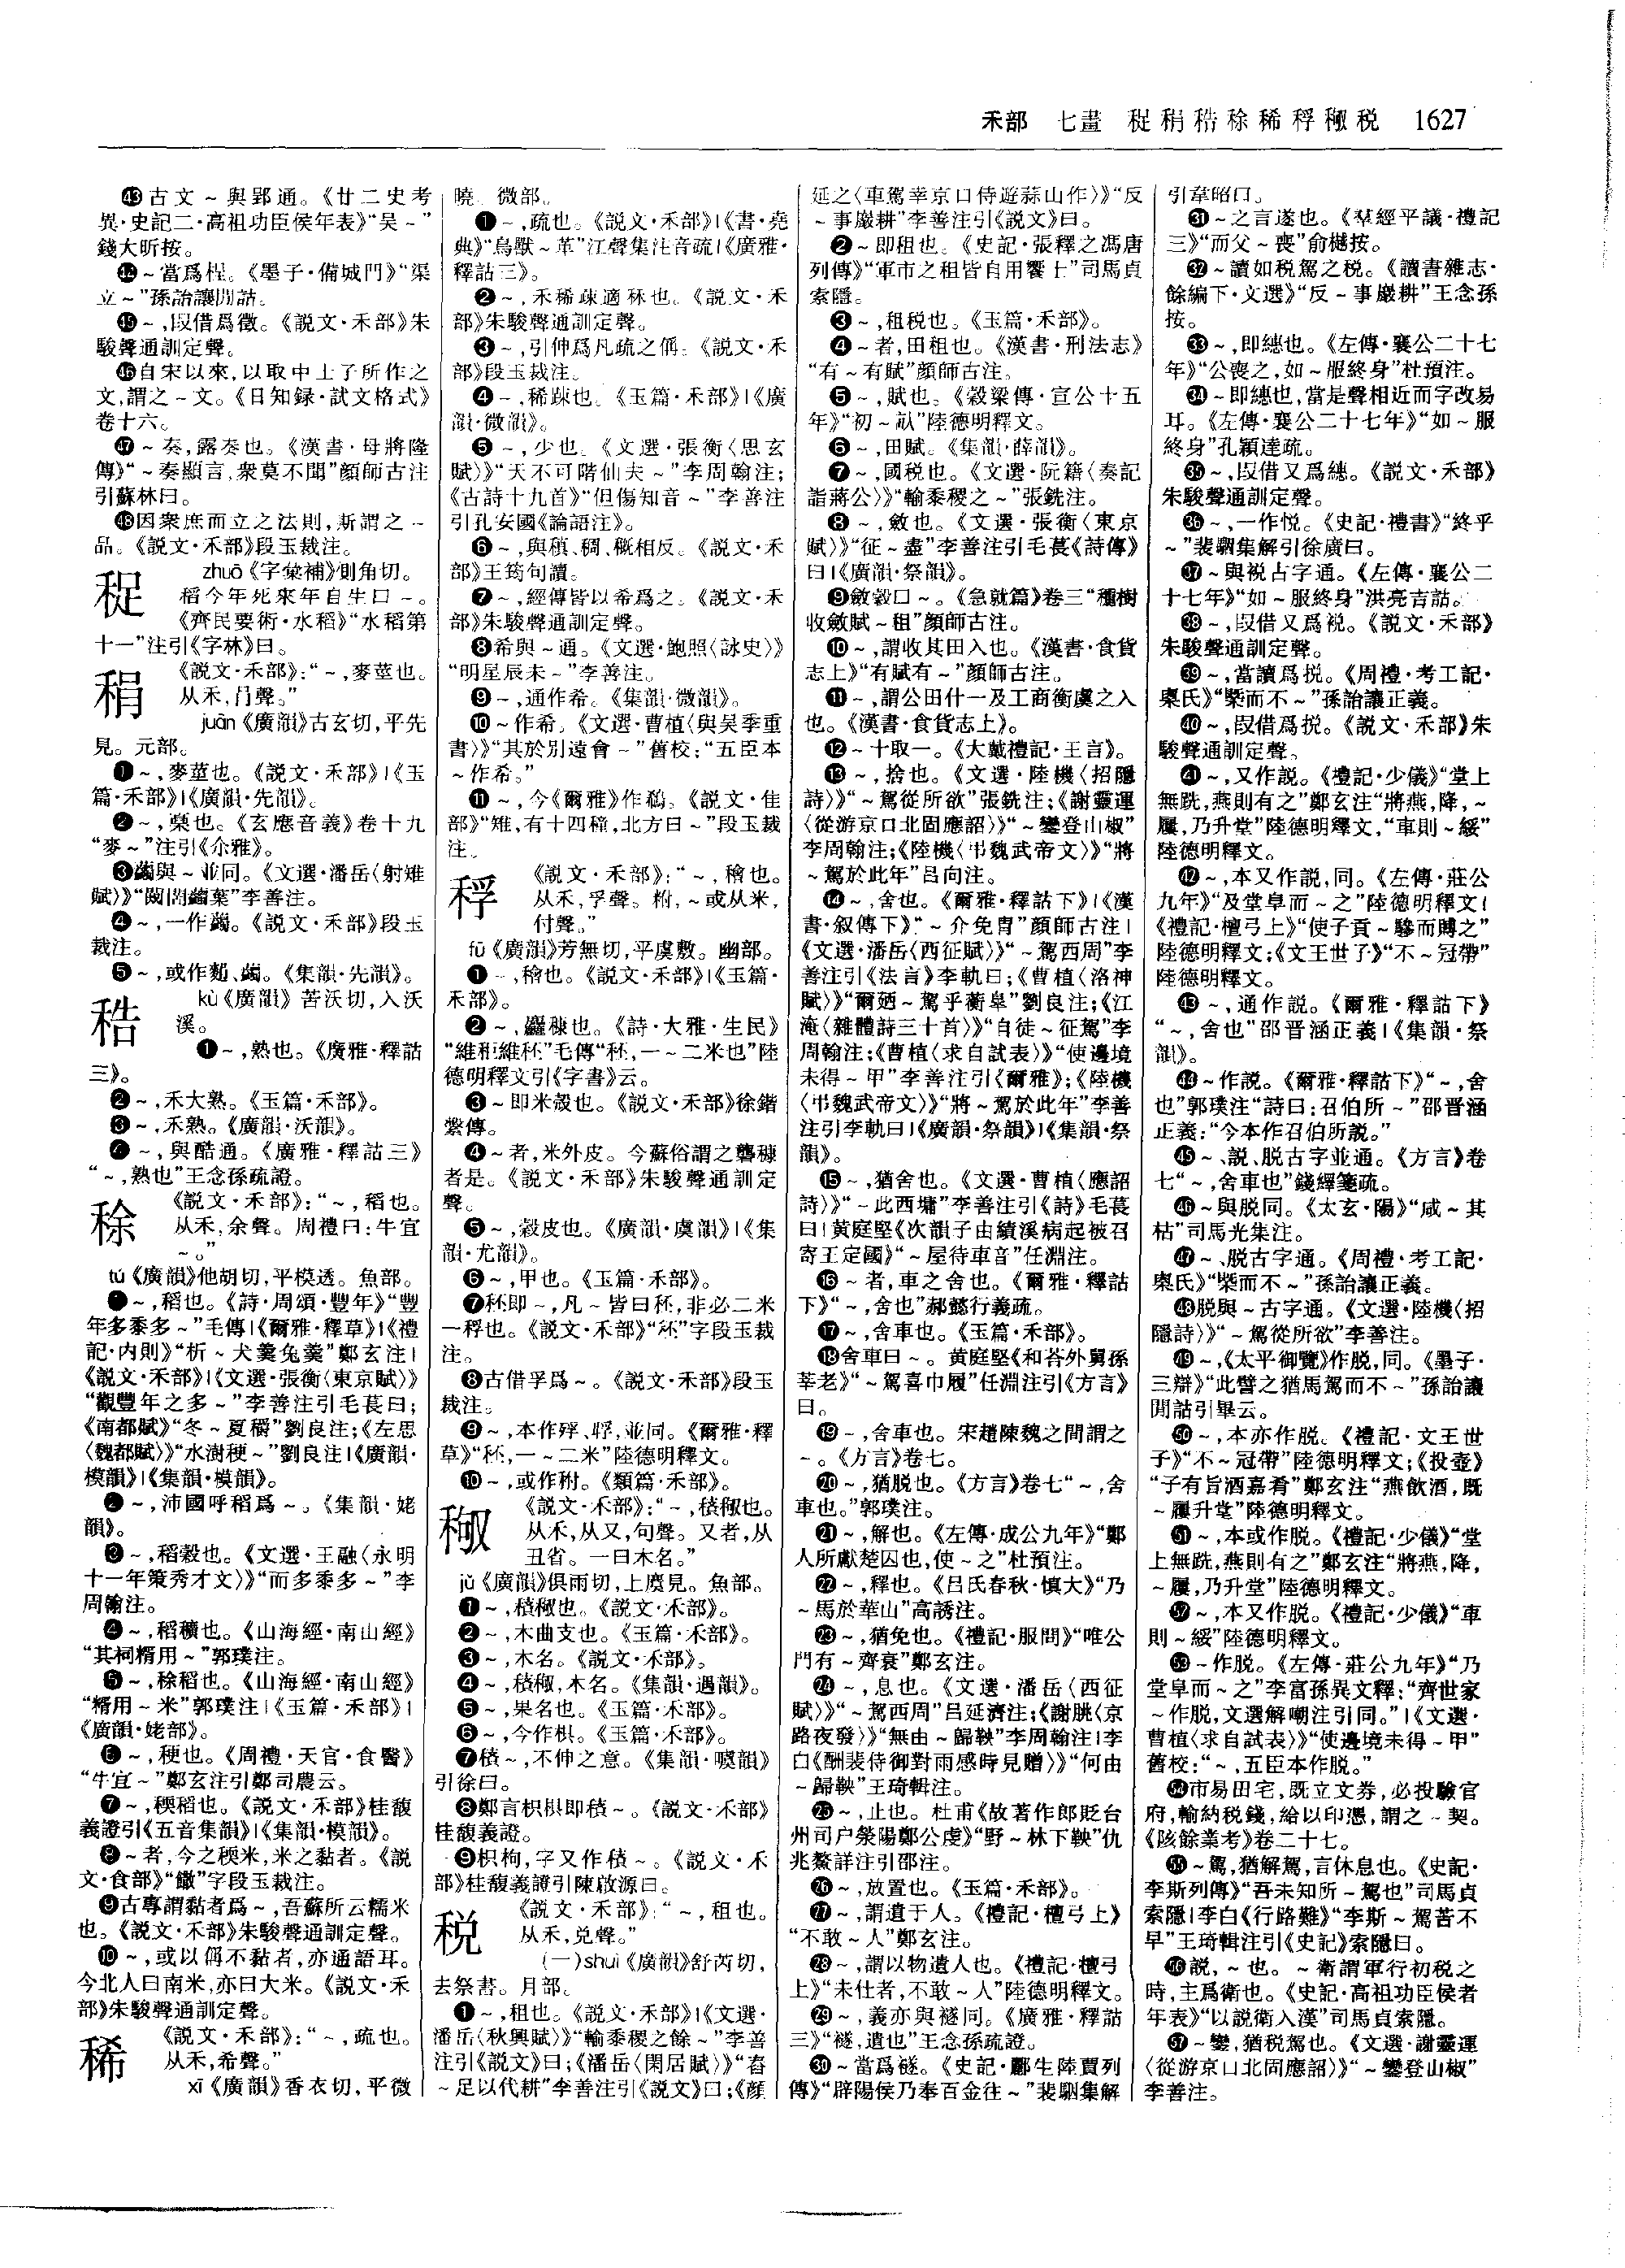 禾部　七畫　䅵稍秸稌稀稃稪税　1627
㊸古文～與郢通。《廿二史考
異·史記二·高祖功臣侯年表》“吴～”
錢大昕按。
㊹～當爲桯。《墨子·備城門》“渠
立～”孫詒讓閒詁。
㊺～，叚借爲徵。《説文·禾部》朱
駿聲通訓定聲。
㊻自宋以來，以取中士子所作之
文，謂之～文。《日知録·試文格式》
卷十六。
㊼～奏，露奏也。《漢書·母將隆
傳》“～奏顯言，衆莫不聞”顔師古注
引蘇林曰。
㊽因衆庶而立之法則，斯謂之～
品。《説文·禾部》段玉裁注。
zhuō《字彙補》側角切。
稻今年死來年自生曰～。
《齊民要術·水稻》“水稻第
十一”注引《字林》曰。
稍
《説文·禾部》：“～，麥莖也。
从禾，肙聲。”
juān《廣韻》古玄切，平先
見。元部。
❶～，麥莖也。《説文·禾部》|《玉
篇·禾部》|《廣韻·先韻》。
❷～，稾也。《玄應音義》卷十九
“麥～”注引《尒雅》。
❸䕌與～並同。《文選·潘岳〈射雉
賦〉》“闚䦧䕌葉”李善注。
❹～，一作䕌。《説文·禾部》段玉
裁注。
❺～，或作䴷、䕌。《集韻·先韻》。
䅵
kù《廣韻》苦沃切，入沃
溪。
❶～，熟也。《廣雅·釋詁
三》。
❷～，禾大熟。《玉篇·禾部》。
❸～，禾熟。《廣韻·沃韻》。
❹～，與酷通。《廣雅·釋詁三》
“～，熟也”王念孫疏證。
稌
《説文·禾部》：“～，稻也。
从禾，余聲。周禮曰：牛宜
～。”
tú《廣韻》他胡切，平模透。魚部。
❶～，稻也。《詩·周頌·豐年》“豐
年多黍多～”毛傳|《爾雅·釋草》|《禮
記·内則》“析～犬羹兔羹”鄭玄注|
《説文·禾部》|《文選·張衡〈東京賦〉》
“觀豐年之多～”李善注引毛萇曰；
《南都賦》“冬～夏穱”劉良注；《左思
〈魏都賦〉》“水澍稉～”劉良注|《廣韻·
模韻》|《集韻·模韻》。
❷～，沛國呼稻爲～。《集韻·姥
韻》。
❸～，稻穀也。《文選·王融〈永明
十一年策秀才文〉》“而多黍多～”李
周翰注。
❹～，稻穬也。《山海經·南山經》
“其祠糈用～”郭璞注。
❺～，稌稻也。《山海經·南山經》
“糈用～米”郭璞注|《玉篇·禾部》|
《廣韻·姥部》。
❻～，稉也。《周禮·天官·食醫》
“牛宜～”鄭玄注引鄭司農云。
❼～，稬稻也。《説文·禾部》桂馥
義證引《五音集韻》|《集韻·模韻》。
❽～者，今之稬米，米之黏者。《説
文·食部》“饊”字段玉裁注。
❾古專謂黏者爲～，吾蘇所云糯米
也。《説文·禾部》朱駿聲通訓定聲。
❿～，或以偁不黏者，亦通語耳。
今北人曰南米，亦曰大米。《説文·禾
部》朱駿聲通訓定聲。
稀
《説文·禾部》：“～，疏也。
从禾，希聲。”
xī《廣韻》香衣切，平微
曉。微部。
❶～，疏也。《説文·禾部》|《書·堯
典》“鳥獸～革”江聲集注音疏|《廣雅·
釋詁三》。
❷～，禾稀疎適秝也。《説文·禾
部》朱駿聲通訓定聲。
❸～，引伸爲凡疏之偁。《説文·禾
部》段玉裁注。
❹～，稀疎也。《玉篇·禾部》|《廣
韻·微韻》。
❺～，少也。《文選·張衡〈思玄
賦〉》“天不可階仙夫～”李周翰注；
《古詩十九首》“但傷知音～”李善注
引孔安國《論語注》。
❻～，與穊、稠、穊相反。《説文·禾
部》王筠句讀。
❼～，經傳皆以希爲之。《説文·禾
部》朱駿聲通訓定聲。
❽希與～通。《文選·鮑照〈詠史〉》
“明星晨未～”李善注。
❾～，通作希。《集韻·微韻》。
❿～作希。《文選·曹植〈與吴季重
書〉》“其於别遠會～”舊校：“五臣本
～作希。”
⓫～，今《爾雅》作鵗。《説文·隹
部》“雉，有十四種，北方曰～”段玉裁
注。
稃
《説文·禾部》：“～，䅭也。
从禾，孚聲。䊇，～或从米，
付聲。”
fū《廣韻》芳無切，平虞敷。幽部。
❶～，䅭也。《説文·禾部》|《玉篇·
禾部》。
❷～，麤穅也。《詩·大雅·生民》
“維秬維秠”毛傳“秠，一～二米也”陸
德明釋文引《字書》云。
❸～即米殼也。《説文·禾部》徐鍇
繫傳。
❹～者，米外皮。今蘇俗謂之礱穅
者是。《説文·禾部》朱駿聲通訓定
聲。
❺～，穀皮也。《廣韻·虞韻》|《集
韻·尤韻》。
❻～，甲也。《玉篇·禾部》。
❼秠即～，凡～皆曰秠，非必二米
一稃也。《説文·禾部》“秠”字段玉裁
注。
❽古借孚爲～。《説文·禾部》段玉
裁注。
❾～，本作䍖、䍖，並同。《爾雅·釋
草》“秠，一～二米”陸德明釋文。
❿～，或作䊇。《類篇·禾部》。
《説文·禾部》：“～，𥠻也。
从禾，从又，句聲。又者，从
丑省。一曰木名。”
jǔ《廣韻》俱雨切，上麌見。魚部。
❷～，木曲支也。《玉篇·禾部》。
❸～，木名。《説文·禾部》。
❺～，果名也。《玉篇·禾部》。
❻～，今作椇。《玉篇·禾部》。
❼積～，不伸之意。《集韻·噳韻》
引徐曰。
❽鄭言枳椇即積～。《説文·禾部》
桂馥義證。
❾枳枸，字又作積～。《説文·禾
部》桂馥義證引陳啟源曰。
税
《説文·禾部》：“～，租也。
从禾，兑聲。”
（一）shuì《廣韻》舒芮切，
去祭書。月部。
❶～，租也。《説文·禾部》|《文選·
潘岳〈秋興賦〉》“輸黍稷之餘～”李善
注引《説文》曰；《潘岳〈閑居賦〉》“舂
～足以代耕”李善注引《説文》曰；《顔
延之〈車駕幸京口侍遊蒜山作〉》“反
～事巖耕”李善注引《説文》曰。
❷～即租也。《史記·張釋之馮唐
列傳》“軍市之租皆自用饗士”司馬貞
索隱。
❸～，租税也。《玉篇·禾部》。
❹～者，田租也。《漢書·刑法志》
“有～有賦”顔師古注。
❺～，賦也。《穀梁傳·宣公十五
年》“初～畝”陸德明釋文。
❻～，田賦。《集韻·薛韻》。
❼～，國税也。《文選·阮籍〈奏記
詣蔣公〉》“輸黍稷之～”張銑注。
❽～，斂也。《文選·張衡〈東京
賦〉》“征～盡”李善注引毛萇《詩傳》
曰|《廣韻·祭韻》。
❾斂穀曰～。《急就篇》卷三“種樹
收斂賦～租”顔師古注。
❿～，謂收其田入也。《漢書·食貨
志上》“有賦有～”顔師古注。
⓫～，謂公田什一及工商衡虞之入
也。《漢書·食貨志上》。
⓬～十取一。《大戴禮記·王言》。
⓭～，捨也。《文選·陸機〈招隱
詩〉》“～駕從所欲”張銑注；《謝靈運
〈從游京口北固應詔〉》“～鑾登山椒”
李周翰注；《陸機〈弔魏武帝文〉》“將
～駕於此年”吕向注。
⓮～，舍也。《爾雅·釋詁下》|《漢
書·叙傳下》“～介免胄”顔師古注|
《文選·潘岳〈西征賦〉》“～駕西周”李
善注引《法言》李軌曰；《曹植〈洛神
賦〉》“爾廼～駕乎蘅皋”劉良注；《江
淹〈雜體詩三十首〉》“自徒～征駕”李
周翰注；《曹植〈求自試表〉》“使邊境
未得～甲”李善注引《爾雅》；《陸機
〈弔魏武帝文〉》“將～駕於此年”李善
注引李軌曰|《廣韻·祭韻》|《集韻·祭
韻》。
⓯～，猶舍也。《文選·曹植〈應詔
詩〉》“～此西墉”李善注引《詩》毛萇
曰|黄庭堅《次韻子由績溪病起被召
寄王定國》“～屋待車音”任淵注。
⓰～者，車之舍也。《爾雅·釋詁
下》“～，舍也”郝懿行義疏。
⓱～，舍車也。《玉篇·禾部》。
⓲舍車曰～。黄庭堅《和荅外舅孫
莘老》“～駕喜巾履”任淵注引《方言》
曰。
⓳～，舍車也。宋趙陳魏之間謂之
～。《方言》卷七。
⓴～，猶脱也。《方言》卷七“～，舍
車也。”郭璞注。
㉑～，解也。《左傳·成公九年》“鄭
人所獻楚囚也，使～之”杜預注。
㉒～，釋也。《吕氏春秋·慎大》“乃
～馬於華山”高誘注。
㉓～，猶免也。《禮記·服問》“唯公
門有～齊衰”鄭玄注。
㉔～，息也。《文選·潘岳〈西征
賦〉》“～駕西周”吕延濟注；《謝朓〈京
路夜發〉》“無由～歸鞅”李周翰注|李
白《酬裴侍御對雨感時見贈》》“何由
～歸鞅”王琦輯注。
㉕～，止也。杜甫《故著作郎貶台
州司户滎陽鄭公虔》“野～林下鞅”仇
兆鰲詳注引邵注。
㉖～，放置也。《玉篇·禾部》。
㉗～，謂遺于人。《禮記·檀弓上》
“不敢～人”鄭玄注。
㉘～，謂以物遺人也。《禮記·檀弓
上》“未仕者，不敢～人”陸德明釋文。
㉙～，義亦與襚同。《廣雅·釋詁
三》“襚，遺也”王念孫疏證。
㉚～當爲襚。《史記·酈生陸賈列
傳》“辟陽侯乃奉百金往～”裴駰集解
引韋昭曰。
㉛～之言遂也。《羣經平議·禮記
三》“而父～喪”俞樾按。
㉜～讀如税駕之税。《讀書雜志·
餘編下·文選》“反～事巖耕”王念孫
按。
㉝～，即繐也。《左傳·襄公二十七
年》“公喪之，如～服終身”杜預注。
㉞～即繐也，當是聲相近而字改易
耳。《左傳·襄公二十七年》“如～服
終身”孔穎達疏。
㉟～，叚借又爲繐。《説文·禾部》
朱駿聲通訓定聲。
㊱～，一作悦。《史記·禮書》“終乎
～”裴駰集解引徐廣曰。
㊲～與裞古字通。《左傳·襄公二
十七年》“如～服終身”洪亮吉詁。
㊳～，叚借又爲裞。《説文·禾部》
朱駿聲通訓定聲。
㊴～，當讀爲捝。《周禮·考工記·
㮚氏》“㮚而不～”孫詒讓正義。
㊵～，叚借爲捝。《説文·禾部》朱
駿聲通訓定聲。
㊶～，又作説。《禮記·少儀》“堂上
無跣，燕則有之”鄭玄注“將燕，降，～
屨，乃升堂”陸德明釋文，“車則～綏”
陸德明釋文。
㊷～，本又作説，同。《左傳·莊公
九年》“及堂阜而～之”陸德明釋文|
《禮記·檀弓上》“使子貢～驂而賻之”
陸德明釋文；《文王世子》“不～冠帶”
陸德明釋文。
㊸～，通作説。《爾雅·釋詁下》
“～，舍也”邵晋涵正義|《集韻·祭
韻》。
㊹～作説。《爾雅·釋詁下》“～，舍
也”郭璞注“詩曰：召伯所～”邵晋涵
正義：“今本作召伯所説。”
㊺～、説、脱古字並通。《方言》卷
七“～，舍車也”錢繹箋疏。
㊻～與脱同。《太玄·陽》“咸～其
枯”司馬光集注。
㊼～、脱古字通。《周禮·考工記·
㮚氏》“㮚而不～”孫詒讓正義。
㊽脱與～古字通。《文選·陸機〈招
隱詩〉》“～駕從所欲”李善注。
㊾～，《太平御覽》作脱，同。《墨子·
三辯》“此譬之猶馬駕而不～”孫詒讓
閒詁引畢云。
㊿～，本亦作脱。《禮記·文王世
子》“不～冠帶”陸德明釋文；《投壺》
“子有旨酒嘉肴”鄭玄注“燕飲酒，既
～屨升堂”陸德明釋文。
51～，本或作脱。《禮記·少儀》“堂
上無跣，燕則有之”鄭玄注“將燕，降，
～屨，乃升堂”陸德明釋文。
52～，本又作脱。《禮記·少儀》“車
則～綏”陸德明釋文。
53～作脱。《左傳·莊公九年》“乃
堂阜而～之”李富孫異文釋：“齊世家
～作脱，文選解嘲注引同。”|《文選·
曹植〈求自試表〉》“使邊境未得～甲”
舊校：“～，五臣本作脱。”
54市易田宅，既立文券，必投驗官
府，輸納税錢，給以印憑，謂之～契。
《陔餘叢考》卷二十七。
55～駕，猶解駕，言休息也。《史記·
李斯列傳》“吾未知所～駕也”司馬貞
索隱|李白《行路難》“李斯～駕苦不
早”王琦輯注引《史記》索隱曰。
56説，～也。～衛謂軍行初税之
時，主爲衛也。《史記·高祖功臣侯者
年表》“以説衛入漢”司馬貞索隱。
57～鑾，猶税駕也。《文選·謝靈運
〈從游京口北固應詔〉》“～鑾登山椒”
李善注。